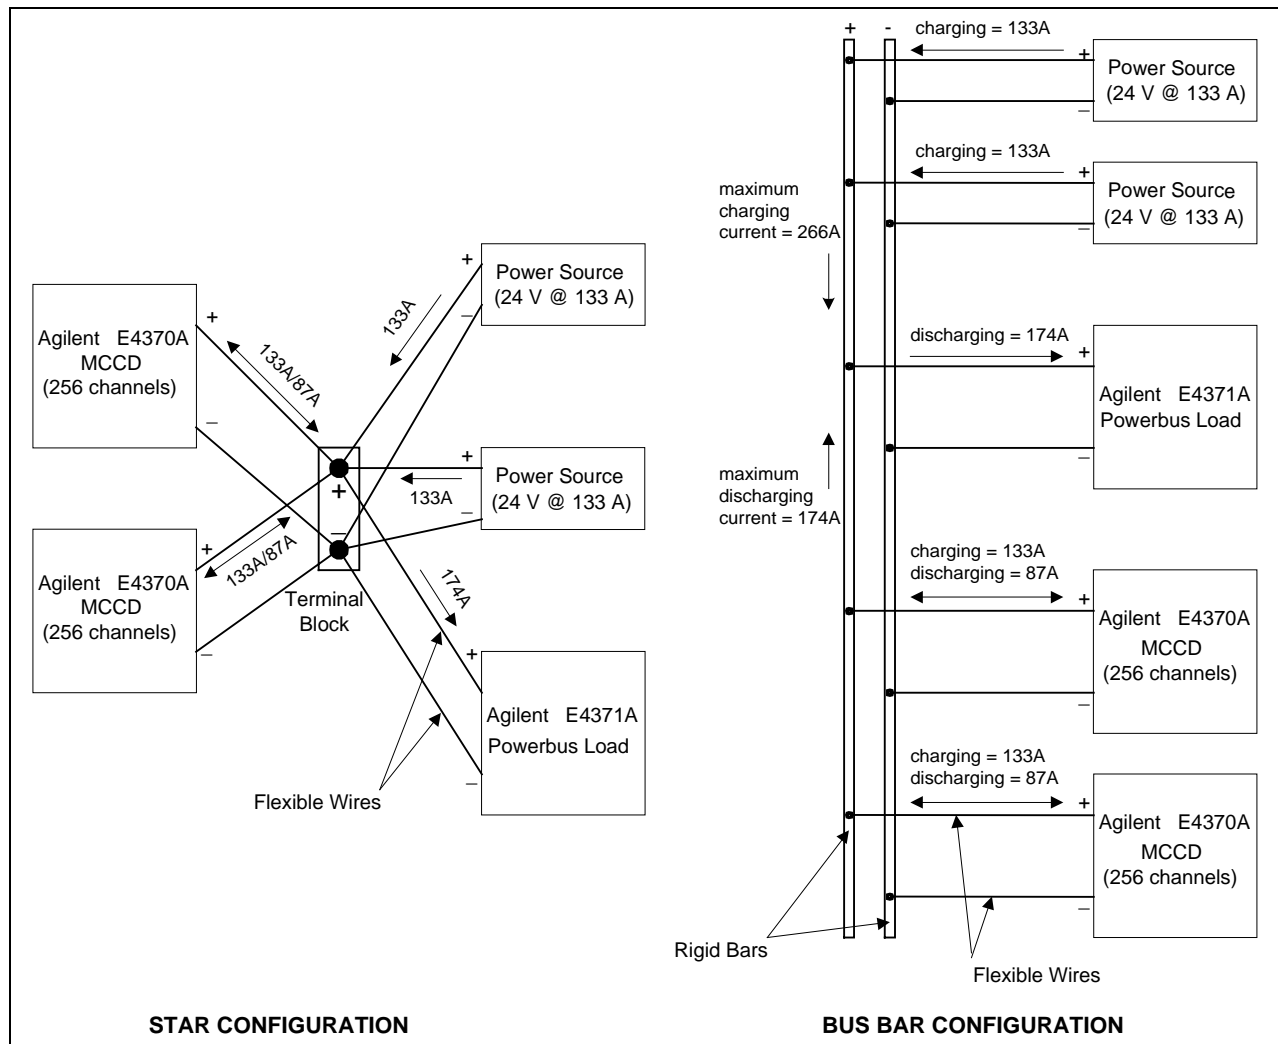 +
Agilent E4370A
MCCD
(256 channels)
–
+
Agilent E4370A
MCCD
(256 channels)
–
133A/87A
133A/87A
+
–
Terminal
Block
133A
+
Power Source
(24 V @ 133 A)
–
133A
+
Power Source
(24 V @ 133 A)
–
174A
+
Agilent E4371A
Powerbus Load
–
Flexible Wires
STAR CONFIGURATION
+ -
charging = 133A
+
Power Source
(24 V @ 133 A)
–
charging = 133A
+
Power Source
(24 V @ 133 A)
–
maximum
charging
current = 266A
discharging = 174A
+
Agilent E4371A
Powerbus Load
–
maximum
discharging
current = 174A
charging = 133A
discharging = 87A
+
Agilent E4370A
MCCD
(256 channels)
–
charging = 133A
discharging = 87A
+
Agilent E4370A
MCCD
(256 channels)
–
Rigid Bars
Flexible Wires
BUS BAR CONFIGURATION